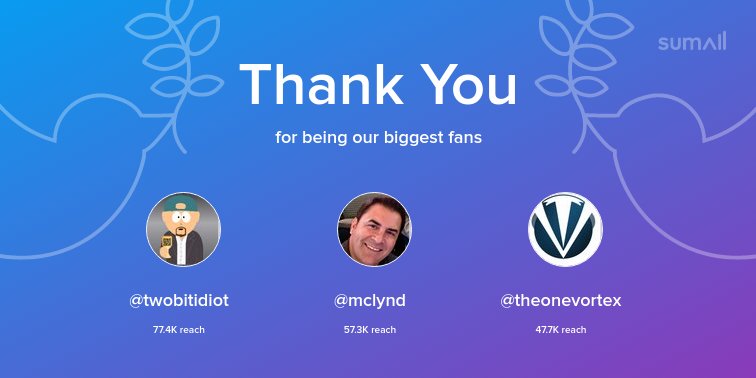 sumall
Thank You
for being our biggest fans
@twobitidiot
@mclynd
@theonevortex
77.4K reach
57.3K reach
47.7K reach